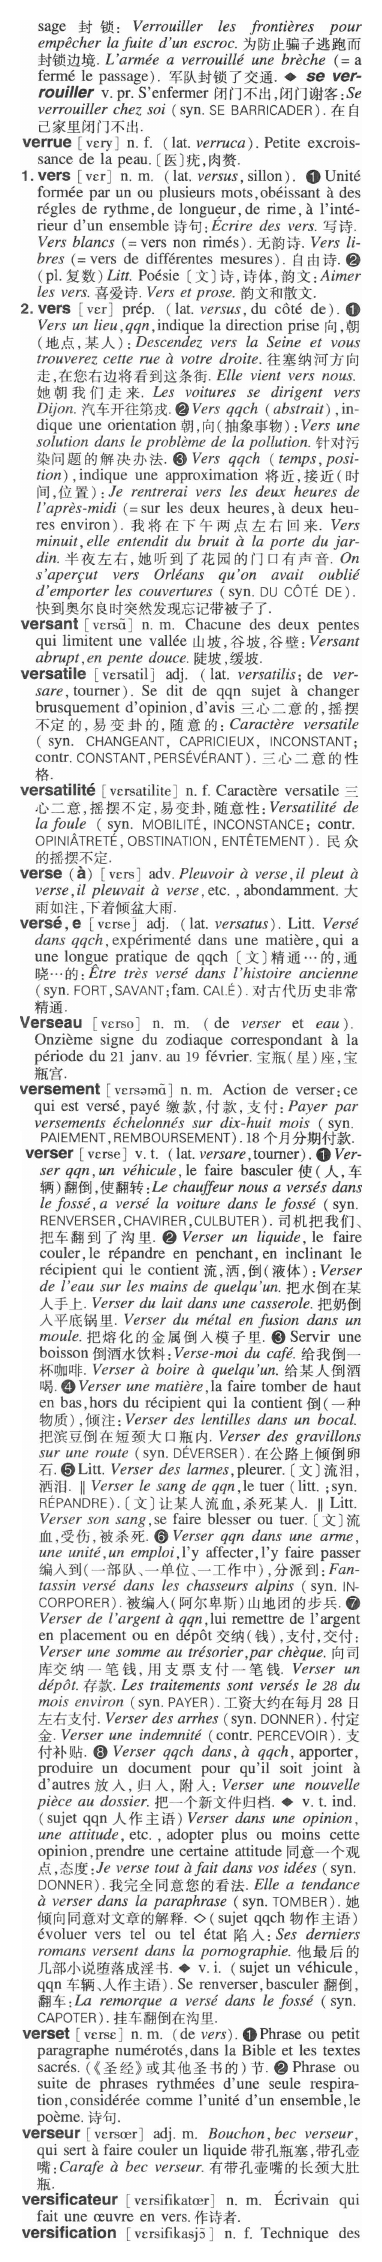 sage 封锁: Verrouiller les frontières pour
empêcher la fuite d'un escroc. 为防止骗子逃跑而
封锁边境. L'armée a verrouillé une brèche (= a
fermé le passage). 军队封锁了交通. ◆ se ver-
rouiller v. pr. S'enfermer 闭门不出,闭门谢客:Se
verrouiller chez soi (syn. SE BARRICADER). 在自
己家里闭门不出.
verrue [vɛry] n. f. (lat. verruca). Petite excrois-
sance de la peau. [医]疣,肉赘.
1. vers [vɛr] n. m. (lat. versus, sillon). ❶ Unité
formée par un ou plusieurs mots,obéissant à des
régles de rythme,de longueur,de rime,à l'inté-
rieur d'un ensemble 诗句:Écrire des vers. 写诗.
Vers blancs (= vers non rimés). 无韵诗. Vers li-
bres (= vers de différentes mesures). 自由诗. ❷
(pl. 复数) Litt. Poésie 〔文〕诗,诗体,韵文:Aimer
les vers. 喜爱诗. Vers et prose. 韵文和散文.
2. vers [vɛr] prép. (lat. versus, du côté de). ❶
Vers un lieu,qqn,indique la direction prise 向,朝
(地点,某人):Descendez vers la Seine et vous
trouverez cette rue à votre droite. 往塞纳河方向
走,在您右边将看到这条街. Elle vient vers nous.
她朝我们走来. Les voitures se dirigent vers
Dijon. 汽车开往第戎. ❷ Vers qqch (abstrait),in-
dique une orientation 朝,向(抽象事物):Vers une
solution dans le problème de la pollution. 针对污
染问题的解决办法. ❸ Vers qqch (temps, posi-
tion),indique une approximation 将近,接近(时
间,位置):Je rentrerai vers les deux heures de
l'après-midi (= sur les deux heures,à deux heu-
res environ). 我将在下午两点左右回来. Vers
minuit,elle entendit du bruit à la porte du jar-
din. 半夜左右,她听到了花园的门口有声音. On
s'aperçut vers Orléans qu'on avait oublié
d'emporter les couvertures (syn. DU CÔTÉ DE).
快到奥尔良时突然发现忘记带被子了.
versant [vɛrsɑ̃] n. m. Chacune des deux pentes
qui limitent une vallée 山坡,谷坡,谷壁:Versant
abrupt,en pente douce. 陡坡,缓坡.
versatile [vɛrsatil] adj. (lat. versatilis; de ver-
sare,tourner). Se dit de qqn sujet à changer
brusquement d'opinion,d'avis 三心二意的,摇摆
不定的,易变卦的,随意的:Caractère versatile
(syn. CHANGEANT, CAPRICIEUX, INCONSTANT;
contr. CONSTANT,PERSÉVÉRANT). 三心二意的性
格.
versatilité [vɛrsatilite] n. f. Caractère versatile 三
心二意,摇摆不定,易变卦,随意性:Versatilité de
la foule (syn. MOBILITÉ, INCONSTANCE; contr.
OPINIÂTRETÉ,OBSTINATION,ENTÊTEMENT). 民众
的摇摆不定.
verse (à) [vɛrs] adv. Pleuvoir à verse,il pleut à
verse,il pleuvait à verse,etc. ,abondamment. 大
雨如注,下着倾盆大雨.
versé,e [vɛrse] adj. (lat. versatus). Litt. Versé
dans qqch,expérimenté dans une matière,qui a
une longue pratique de qqch 〔文〕精通…的,通
晓…的:Être très versé dans l'histoire ancienne
(syn. FORT,SAVANT;fam. CALÉ). 对古代历史非常
精通.
Verseau [vɛrso] n. m. (de verser et eau).
Onzième signe du zodiaque correspondant à la
période du 21 janv. au 19 février. 宝瓶(星)座,宝
瓶宫.
versement [vɛrsəmɑ̃] n. m. Action de verser;ce
qui est versé, payé 缴款,付款,支付:Payer par
versements échelonnés sur dix-huit mois (syn.
PAIEMENT,REMBOURSEMENT). 18 个月分期付款.
verser [vɛrse] v. t. (lat. versare,tourner). ❶ Ver-
ser qqn,un véhicule,le faire basculer 使(人,车
辆)翻倒,使翻转:Le chauffeur nous a versés dans
le fossé,a versé la voiture dans le fossé (syn.
RENVERSER,CHAVIRER,CULBUTER). 司机把我们、
把车翻到了沟里. ❷ Verser un liquide, le faire
couler,le répandre en penchant,en inclinant le
récipient qui le contient 流,洒,倒(液体):Verser
de l'eau sur les mains de quelqu'un. 把水倒在某
人手上. Verser du lait dans une casserole. 把奶倒
入平底锅里. Verser du métal en fusion dans un
moule. 把熔化的金属倒入模子里. ❸ Servir une
boisson 倒酒水饮料:Verse-moi du café. 给我倒一
杯咖啡. Verser à boire à quelqu'un. 给某人倒酒
喝. ❹ Verser une matière,la faire tomber de haut
en bas,hors du récipient qui la contient 倒(一种
物质),倾注:Verser des lentilles dans un bocal.
把滨豆倒在短颈大口瓶内. Verser des gravillons
sur une route (syn. DÉVERSER). 在公路上倾倒卵
石. ❺ Litt. Verser des larmes,pleurer. 〔文〕流泪,
洒泪. ‖ Verser le sang de qqn,le tuer (litt. ;syn.
RÉPANDRE). 〔文〕让某人流血,杀死某人. ‖ Litt.
Verser son sang,se faire blesser ou tuer. 〔文〕流
血,受伤,被杀死. ❻ Verser qqn dans une arme,
une unité,un emploi,l'y affecter,l'y faire passer
编入到(一部队、一单位、一工作中),分派到:Fan-
tassin versé dans les chasseurs alpins (syn. IN-
CORPORER). 被编入(阿尔卑斯)山地团的步兵. ❼
Verser de l'argent à qqn,lui remettre de l'argent
en placement ou en dépôt 交纳(钱),支付,交付:
Verser une somme au trésorier,par chèque. 向司
库交纳一笔钱,用支票支付一笔钱. Verser un
dépôt. 存款. Les traitements sont versés le 28 du
mois environ (syn. PAYER). 工资大约在每月 28 日
左右支付. Verser des arrhes (syn. DONNER). 付定
金. Verser une indemnité (contr. PERCEVOIR). 支
付补贴. ❽ Verser qqch dans,à qqch,apporter,
produire un document pour qu'il soit joint à
d'autres 放入,归入,附入:Verser une nouvelle
pièce au dossier. 把一个新文件归档. ◆ v. t. ind.
(sujet qqn 人作主语) Verser dans une opinion,
une attitude, etc. , adopter plus ou moins cette
opinion,prendre une certaine attitude 同意一个观
点,态度:Je verse tout à fait dans vos idées (syn.
DONNER). 我完全同意您的看法. Elle a tendance
à verser dans la paraphrase (syn. TOMBER). 她
倾向同意对文章的解释. ◇(sujet qqch 物作主语)
évoluer vers tel ou tel état 陷入:Ses derniers
romans versent dans la pornographie. 他最后的
几部小说堕落成淫书. ◆ v. i. (sujet un véhicule,
qqn 车辆、人作主语). Se renverser,basculer 翻倒,
翻车:La remorque a versé dans le fossé (syn.
CAPOTER). 挂车翻倒在沟里.
verset [vɛrsɛ] n. m. (de vers). ❶ Phrase ou petit
paragraphe numérotés,dans la Bible et les textes
sacrés. (《圣经》或其他圣书的)节. ❷ Phrase ou
suite de phrases rythmées d'une seule respira-
tion,considérée comme l'unité d'un ensemble,le
poème. 诗句.
verseur [vɛrsœr] adj. m. Bouchon,bec verseur,
qui sert à faire couler un liquide 带孔瓶塞,带孔壶
嘴:Carafe à bec verseur. 有带孔壶嘴的长颈大肚
瓶.
versificateur [vɛrsifikatœr] n. m. Écrivain qui
fait une œuvre en vers. 作诗者.
versification [vɛrsifikasjɔ̃] n. f. Technique des